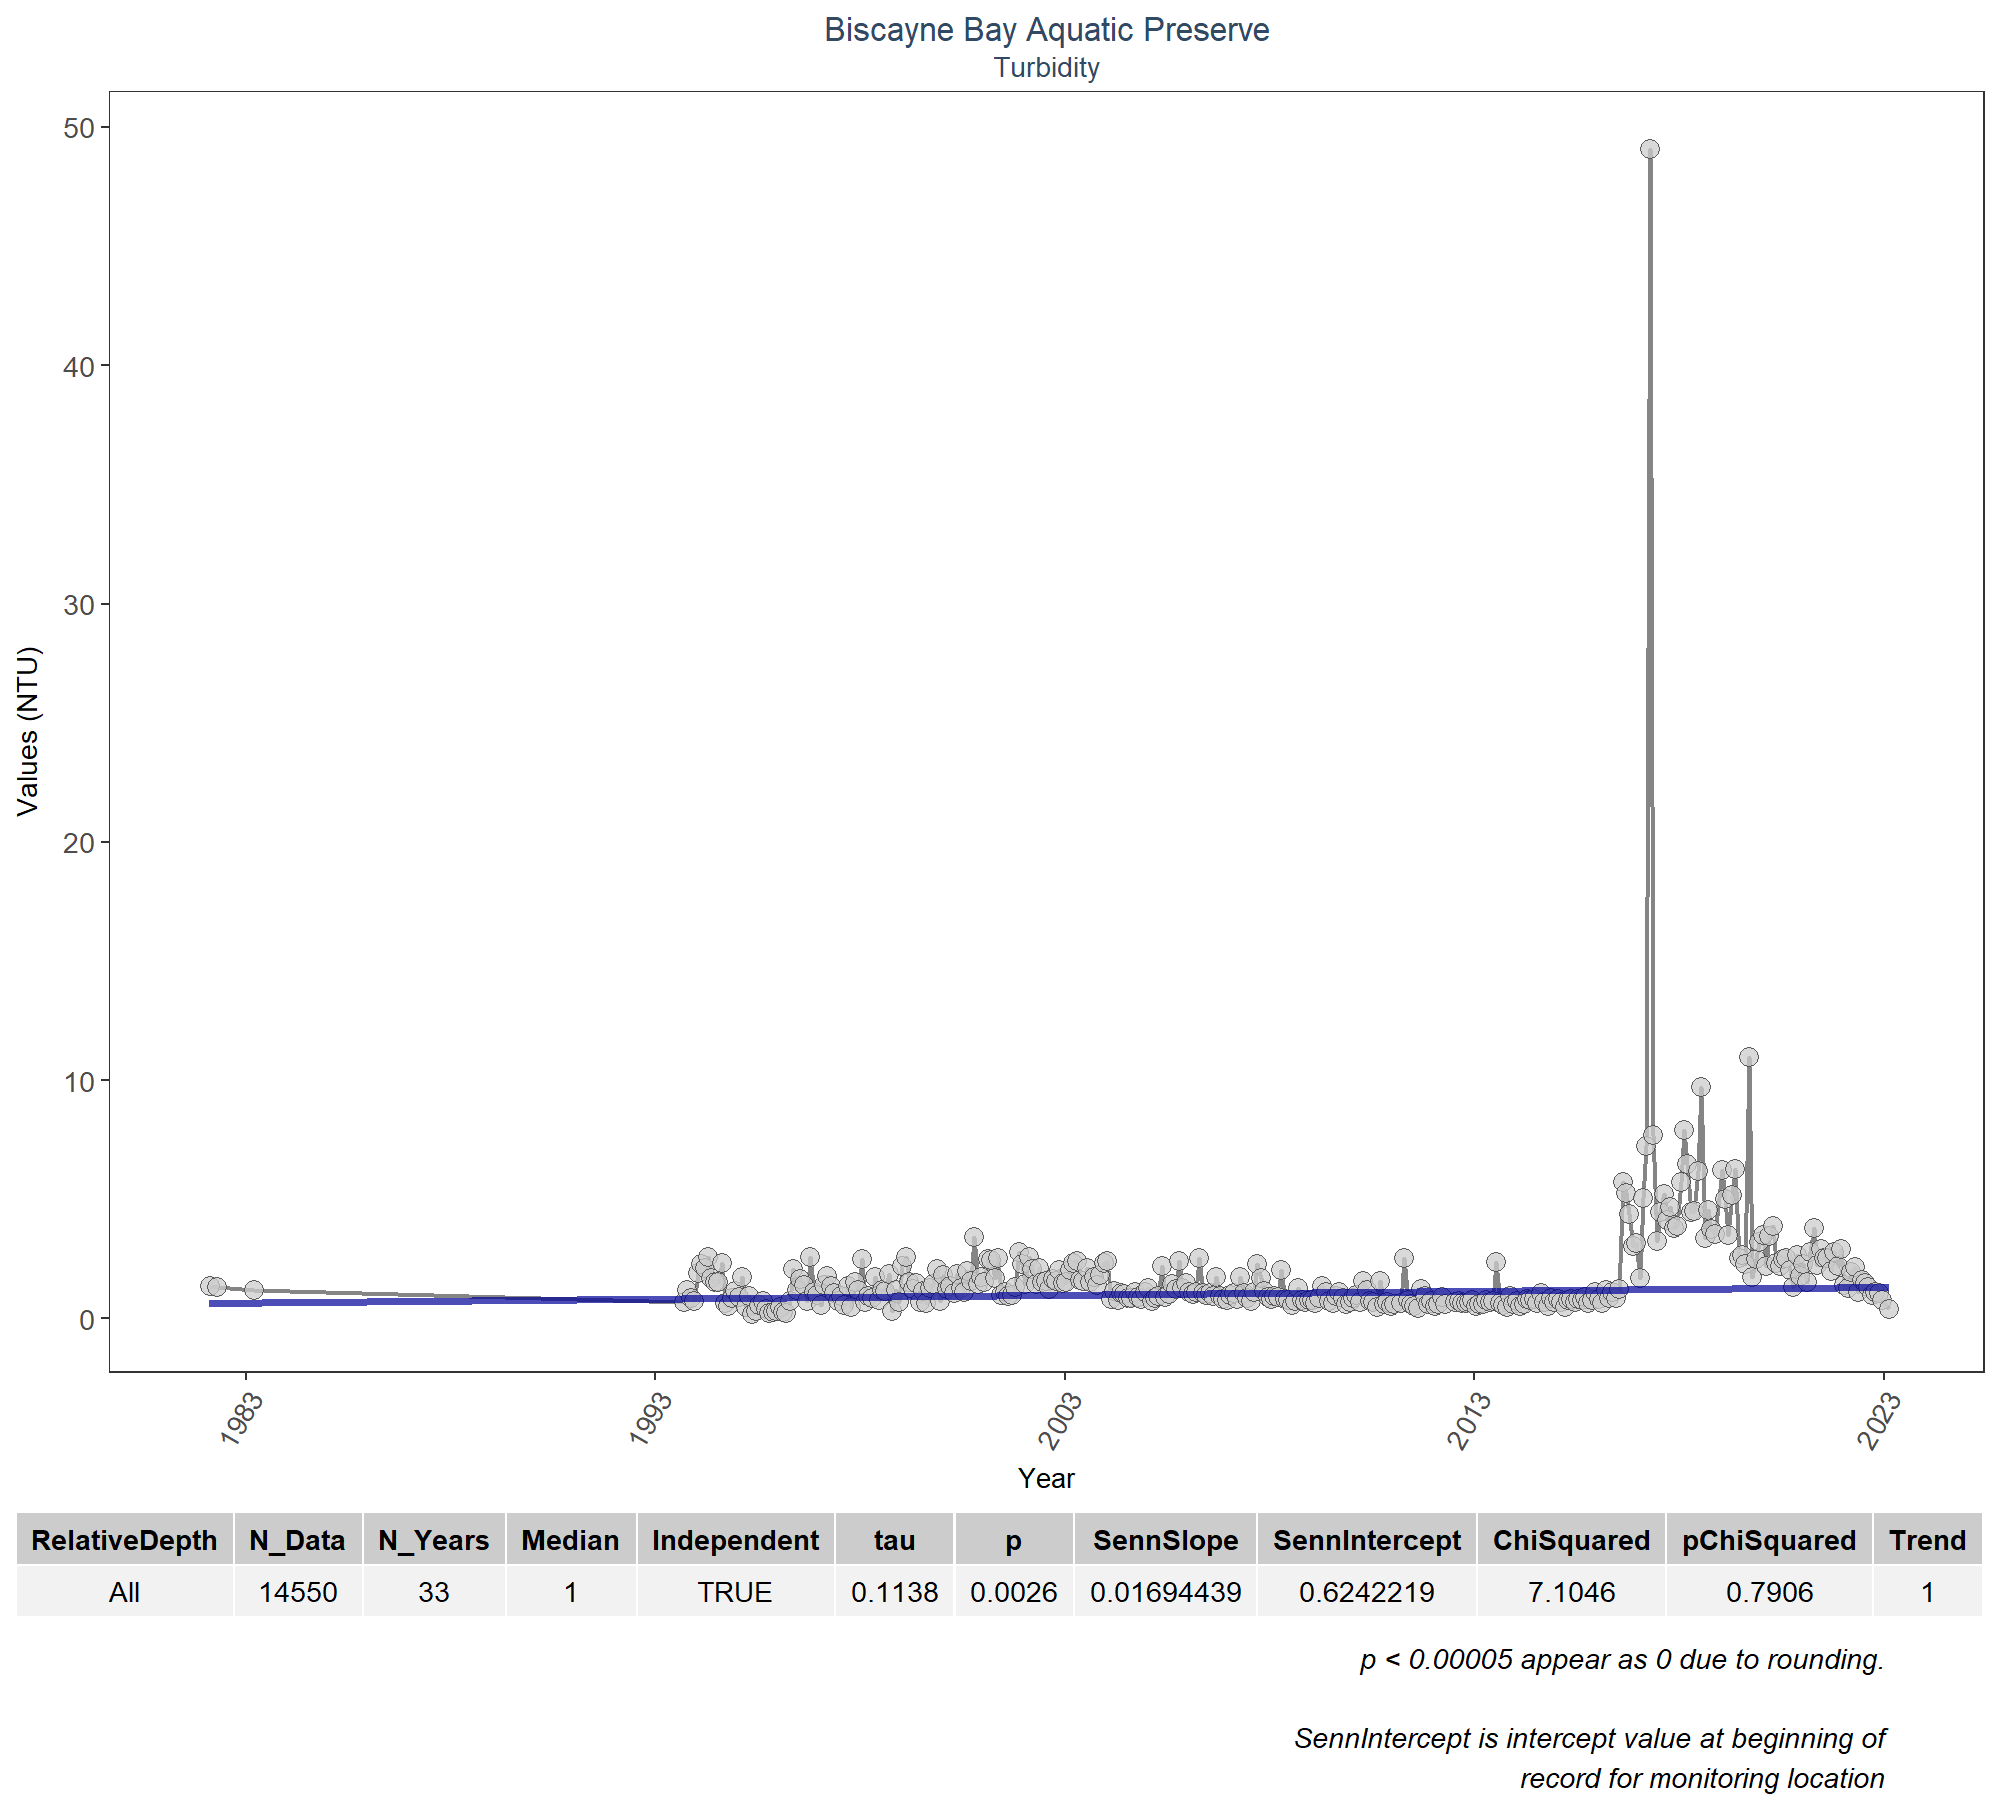 Biscayne Bay Aquatic Preserve
Turbidity
50
40
30
20
10
0
Values (NTU)
1983
1993
2003
2013
2023
Year
RelativeDepth N_Data N_Years Median Independent tau p SennSlope SennIntercept ChiSquared pChiSquared Trend
All 14550 33 1 TRUE 0.1138 0.0026 0.01694439 0.6242219 7.1046 0.7906 1
p < 0.00005 appear as 0 due to rounding.
SennIntercept is intercept value at beginning of
record for monitoring location